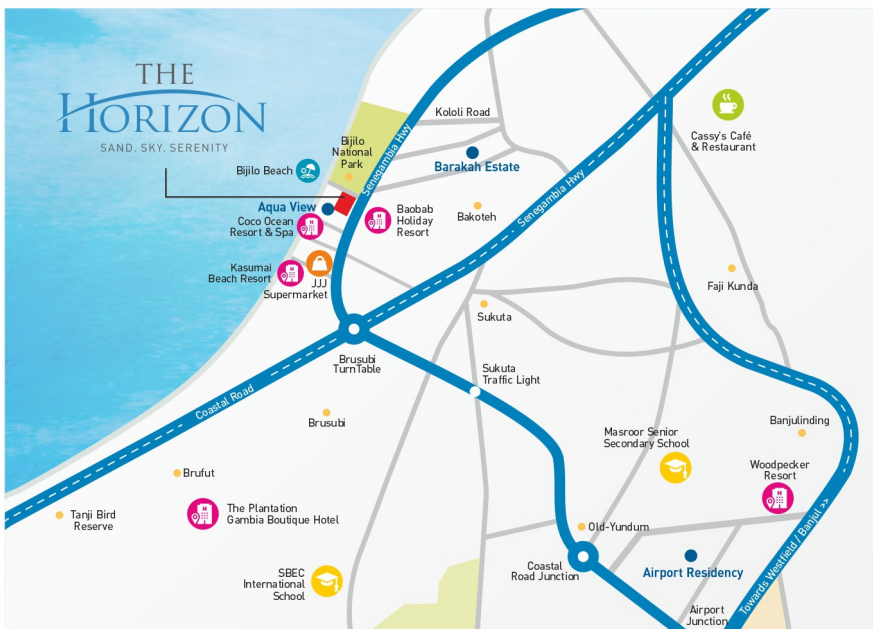 THE
HORIZON
SAND. SKY. SERENITY
Kololi Road
Cassy's Café
& Restaurant
Bijilo
National
Park
Senegambia Hwy
Barakah Estate
Bijilo Beach
Aqua View
Coco Ocean
Resort & Spa
Baobab
Holiday
Resort
Bakoteh
Senegambia Hwy
Kasumai
Beach Resort
JJJ
Supermarket
Faji Kunda
Sukuta
Brusubi
TurnTable
Sukuta
Traffic Light
Coastal Road
Brusubi
Masroor Senior
Secondary School
Banjulinding
Woodpecker
Resort
Brufut
Tanji Bird
Reserve
The Plantation
Gambia Boutique Hotel
Old-Yundum
SBEC
International
School
Coastal
Road Junction
Airport Residency
Towards Westfield / Banjul >>
Airport
Junction
H
H
H
H
H